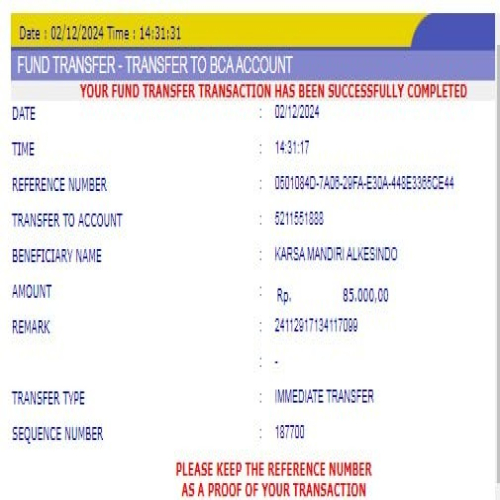 Date : 02/12/2024 Time : 14:31:31
FUND TRANSFER - TRANSFER TO BCA ACCOUNT
YOUR FUND TRANSFER TRANSACTION HAS BEEN SUCCESSFULLY COMPLETED
DATE : 02/12/2024
TIME : 14:31:17
REFERENCE NUMBER : 0501084D-7A06-29FA-E30A-448E3365CE44
TRANSFER TO ACCOUNT : 5211551888
BENEFICIARY NAME : KARSA MANDIRI ALKESINDO
AMOUNT : Rp. 85.000,00
REMARK : 24112917134117099
: -
TRANSFER TYPE : IMMEDIATE TRANSFER
SEQUENCE NUMBER : 187700
PLEASE KEEP THE REFERENCE NUMBER
AS A PROOF OF YOUR TRANSACTION